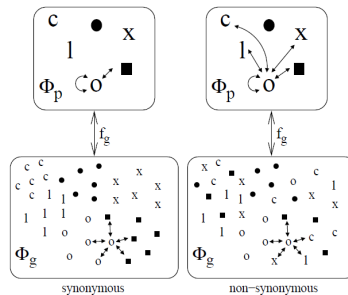 c
x
l
Φp o
c
x
l
Φp o
fg
fg
c
c
c
c c x
c c l x x
l l x
l l l o x
l o o
o o o
Φg o
x c
c l x o
l x
c l o x
l o x
l o c
o o c
Φg x l
synonymous
non-synonymous